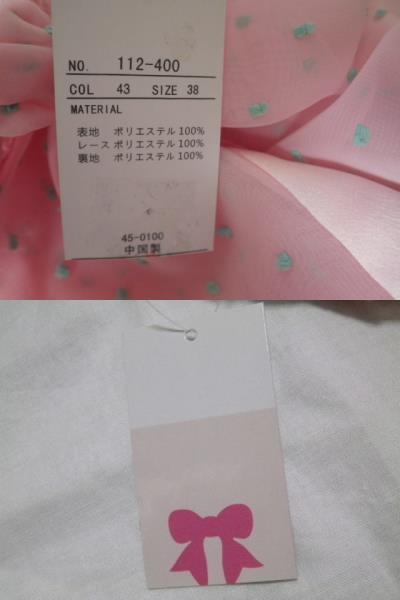 NO. 112-400
COL 43 SIZE 38
MATERIAL
表地 ポリエステル100%
レース ポリエステル100%
裏地 ポリエステル100%
45-0100
中国製